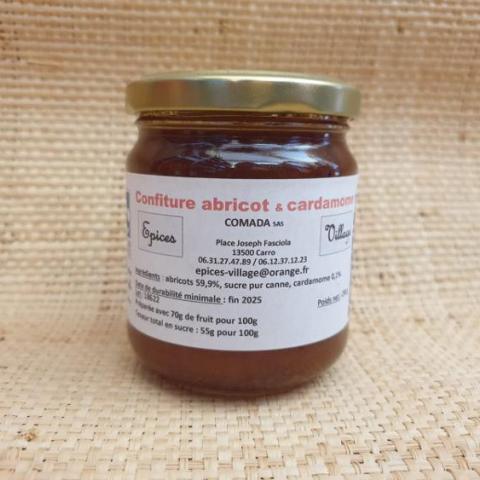 Confiture abricot & cardamome
COMADA SAS
Epices
Village
Place Joseph Fasciola
13500 Carro
06.31.27.47.89 / 06.12.37.12.23
epices-village@orange.fr
Ingrédients : abricots 59,9%, sucre pur canne, cardamome 0,2%
Date de durabilité minimale : fin 2025
Poids net
18622
Préparée avec 70g de fruit pour 100g
Teneur total en sucre : 55g pour 100g